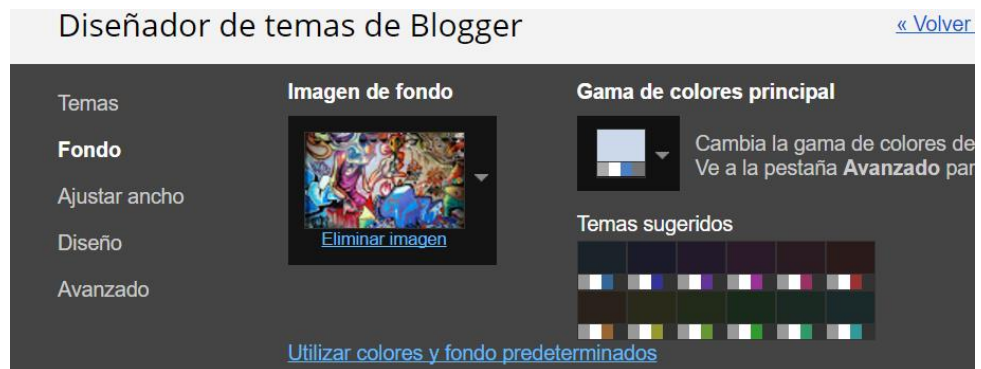 Diseñador de temas de Blogger
« Volver
Temas
Fondo
Ajustar ancho
Diseño
Avanzado
Imagen de fondo
Eliminar imagen
Gama de colores principal
Cambia la gama de colores de
Ve a la pestaña Avanzado par
Temas sugeridos
Utilizar colores y fondo predeterminados